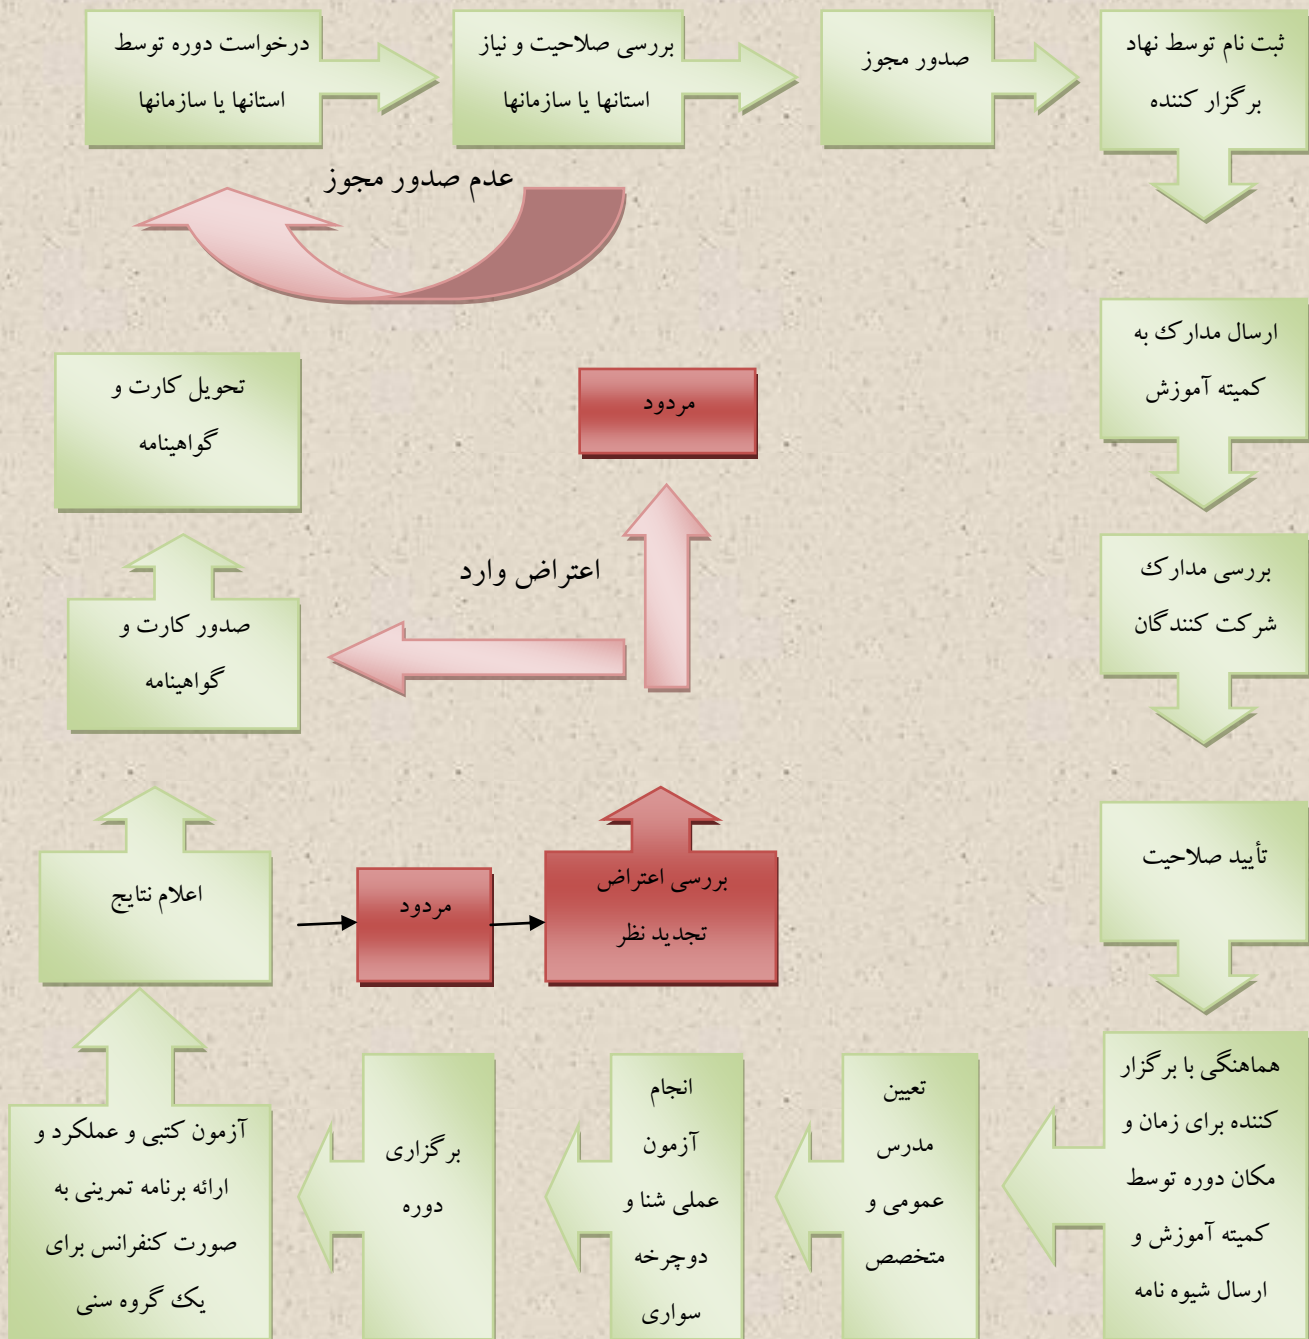 درخواست دوره توسط
استانها یا سازمانها
بررسی صلاحیت و نیاز
استانها یا سازمانها
صدور مجوز
ثبت نام توسط نهاد
برگزار کننده
عدم صدور مجوز
ارسال مدارک به
کمیته آموزش
بررسی مدارک
شرکت کنندگان
تأیید صلاحیت
هماهنگی با برگزار
کننده برای زمان و
مکان دوره توسط
کمیته آموزش و
ارسال شیوه نامه
تعیین
مدرس
عمومی و
متخصص
انجام
آزمون
عملی شنا و
دوچرخه
سواری
برگزاری
دوره
آزمون کتبی و عملکرد و
ارائه برنامه تمرینی به
صورت کنفرانس برای
یک گروه سنی
اعلام نتایج
مردود
بررسی اعتراض
تجدید نظر
اعتراض وارد
مردود
صدور کارت و
گواهینامه
تحویل کارت و
گواهینامه